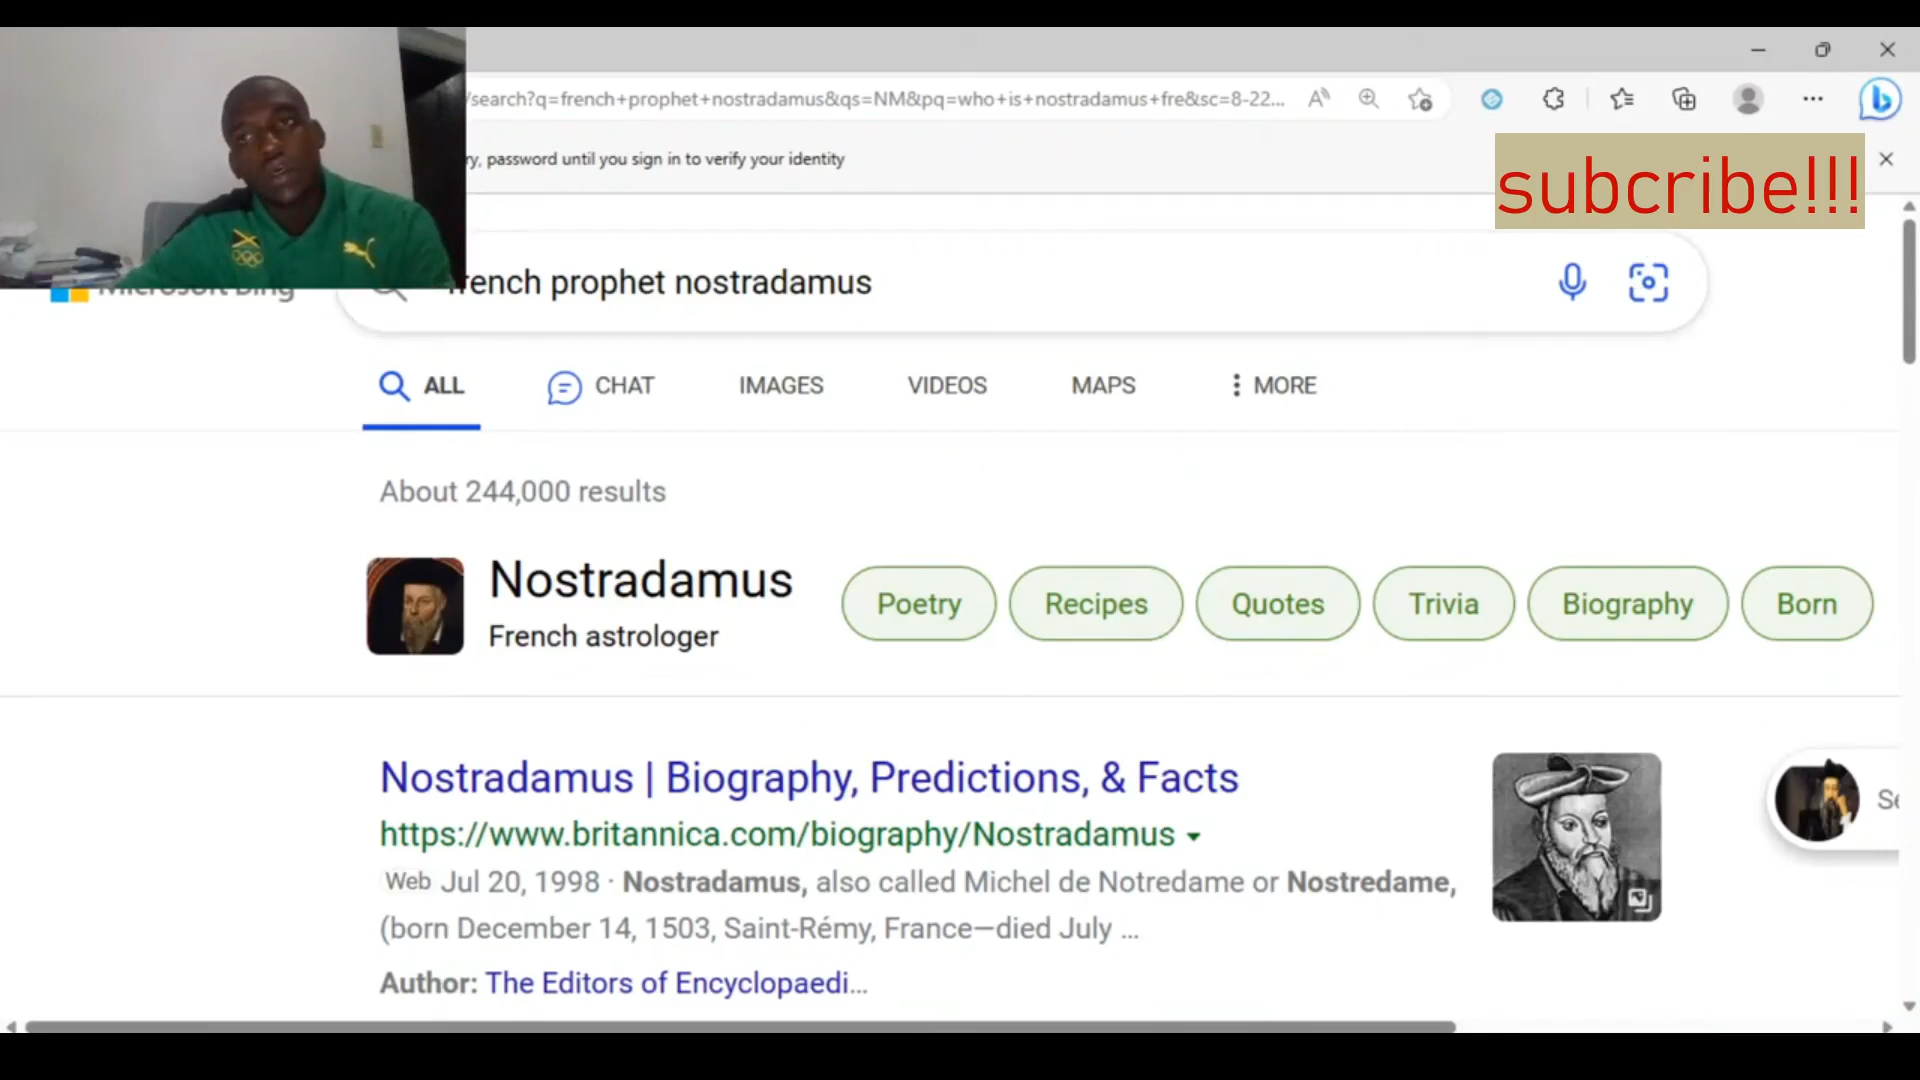 /search?q=french+prophet+nostradamus&qs=NM&pq=who+is+nostradamus+fre&sc=8-22...
password until you sign in to verify your identity
subcribe!!!
Microsoft Bing
french prophet nostradamus
ALL CHAT IMAGES VIDEOS MAPS MORE
About 244,000 results
Nostradamus
French astrologer
Poetry Recipes Quotes Trivia Biography Born
Nostradamus | Biography, Predictions, & Facts
https://www.britannica.com/biography/Nostradamus
Web Jul 20, 1998 · Nostradamus, also called Michel de Notredame or Nostredame,
(born December 14, 1503, Saint-Rémy, France—died July ...
Author: The Editors of Encyclopaedi...